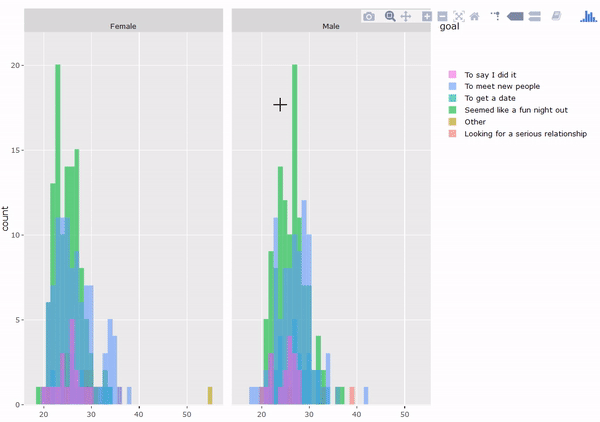 Female
Male
goal
To say I did it
To meet new people
To get a date
Seemed like a fun night out
Other
Looking for a serious relationship
count
20
15
10
5
0
20
30
40
50
20
30
40
50